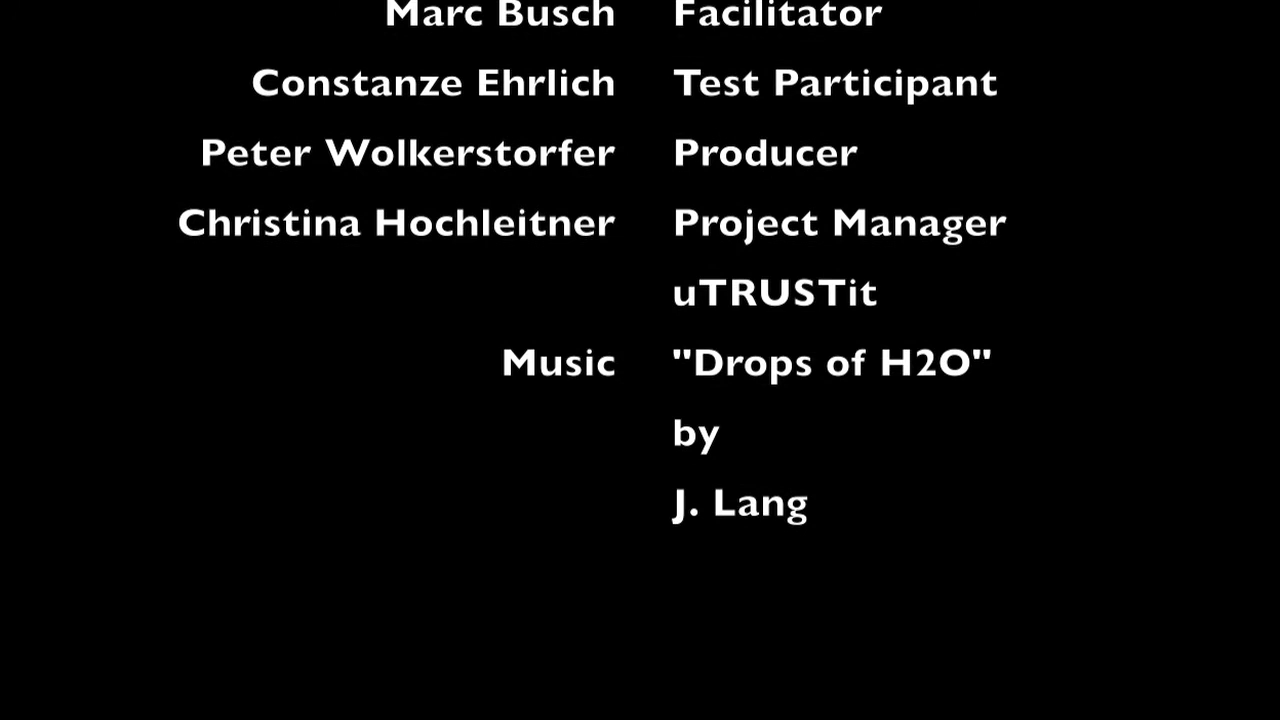 Marc Busch Facilitator
Constanze Ehrlich Test Participant
Peter Wolkerstorfer Producer
Christina Hochleitner Project Manager
uTRUSTit
Music "Drops of H2O"
by
J. Lang